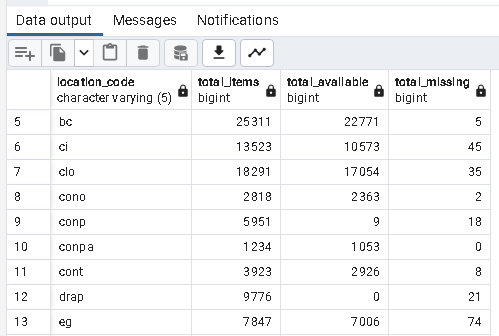 Data output Messages Notifications
location_code total_items total_available total_missing
character varying (5) bigint bigint bigint
5 bc 25311 22771 5
6 ci 13523 10573 45
7 clo 18291 17054 35
8 cono 2818 2363 2
9 conp 5951 9 18
10 conpa 1234 1053 0
11 cont 3923 2926 8
12 drap 9776 0 21
13 eg 7847 7006 74